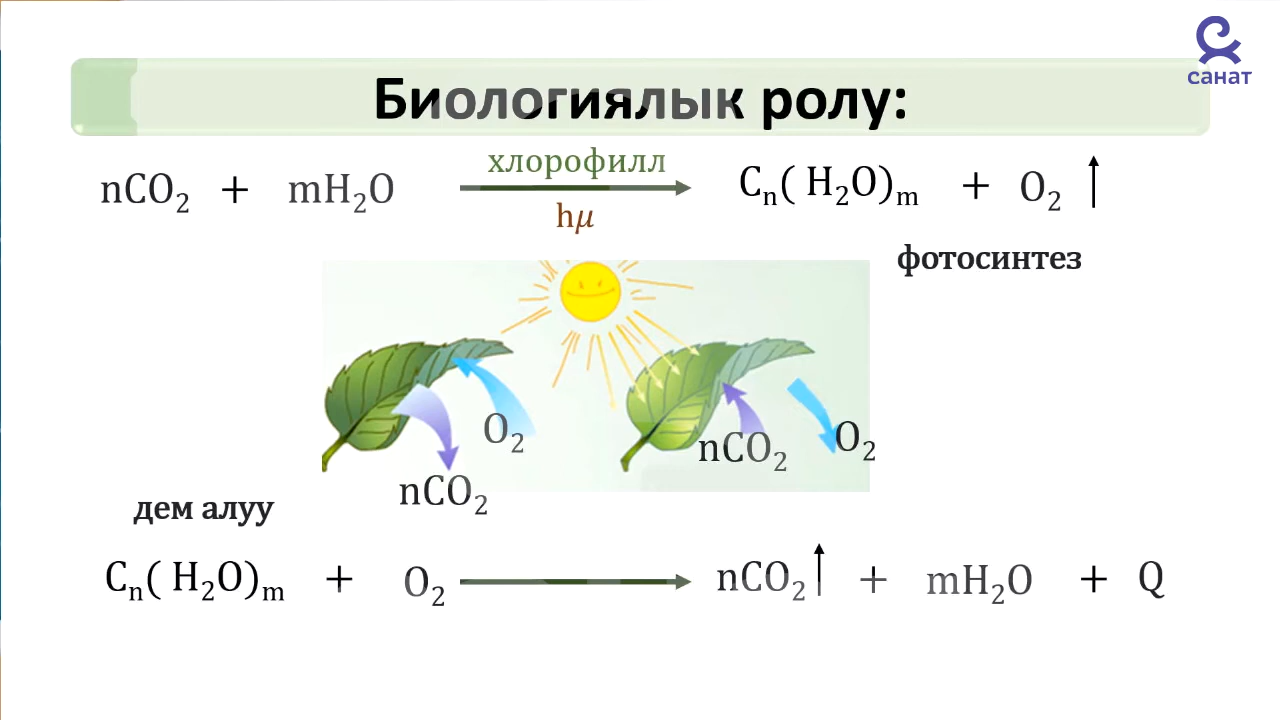 санат
Биологиялык ролу:
хлорофилл
nCO₂ + mH₂O → Cₙ( H₂O)ₘ + O₂ ↑
hμ
фотосинтез
O₂
nCO₂
O₂
nCO₂
дем алуу
Cₙ( H₂O)ₘ + O₂ → nCO₂↑ + mH₂O + Q